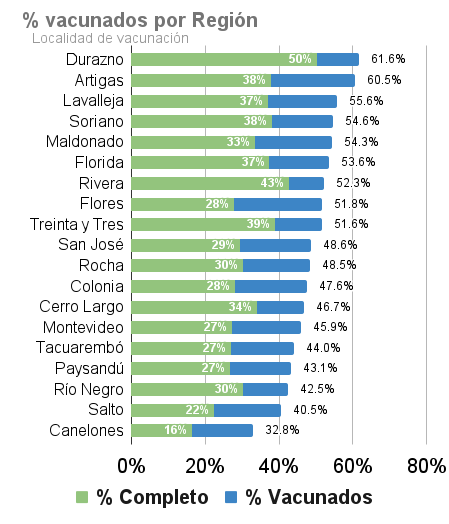 % vacunados por Región
Localidad de vacunación
Durazno 50% 61.6%
Artigas 38% 60.5%
Lavalleja 37% 55.6%
Soriano 38% 54.6%
Maldonado 33% 54.3%
Florida 37% 53.6%
Rivera 43% 52.3%
Flores 28% 51.8%
Treinta y Tres 39% 51.6%
San José 29% 48.6%
Rocha 30% 48.5%
Colonia 28% 47.6%
Cerro Largo 34% 46.7%
Montevideo 27% 45.9%
Tacuarembó 27% 44.0%
Paysandú 27% 43.1%
Río Negro 30% 42.5%
Salto 22% 40.5%
Canelones 16% 32.8%
0% 20% 40% 60% 80%
% Completo % Vacunados